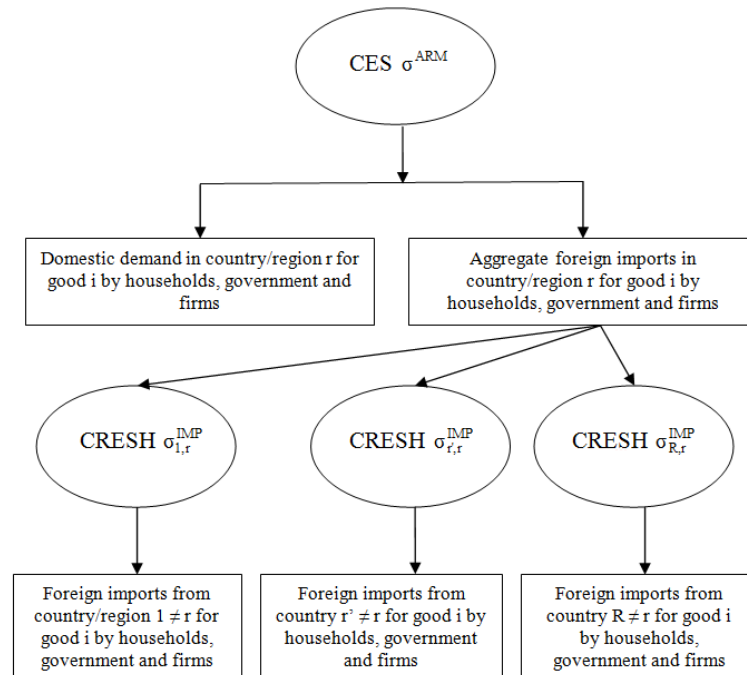 CES σ^ARM
Domestic demand in country/region r for
good i by households, government and
firms
Aggregate foreign imports in
country/region r for good i by
households, government and firms
CRESH σ^IMP_1,r
CRESH σ^IMP_r',r
CRESH σ^IMP_R,r
Foreign imports from
country/region 1 ≠ r for
good i by households,
government and firms
Foreign imports from
country r’ ≠ r for good i by
households, government
and firms
Foreign imports from
country R ≠ r for good i
by households,
government and firms